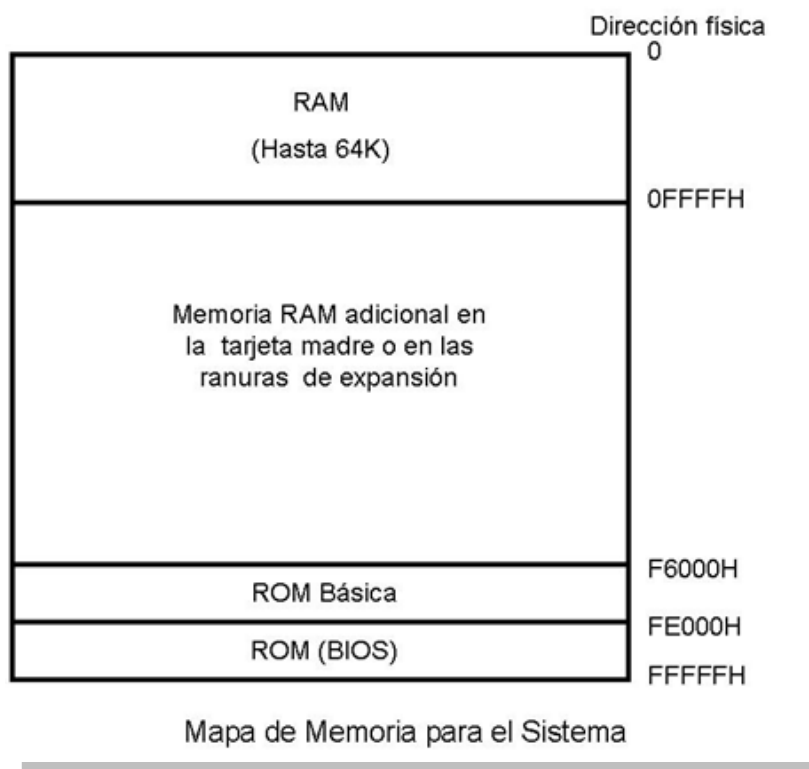 Dirección física
0
RAM
(Hasta 64K)
0FFFFH
Memoria RAM adicional en
la tarjeta madre o en las
ranuras de expansión
F6000H
ROM Básica
FE000H
ROM (BIOS)
FFFFFH
Mapa de Memoria para el Sistema